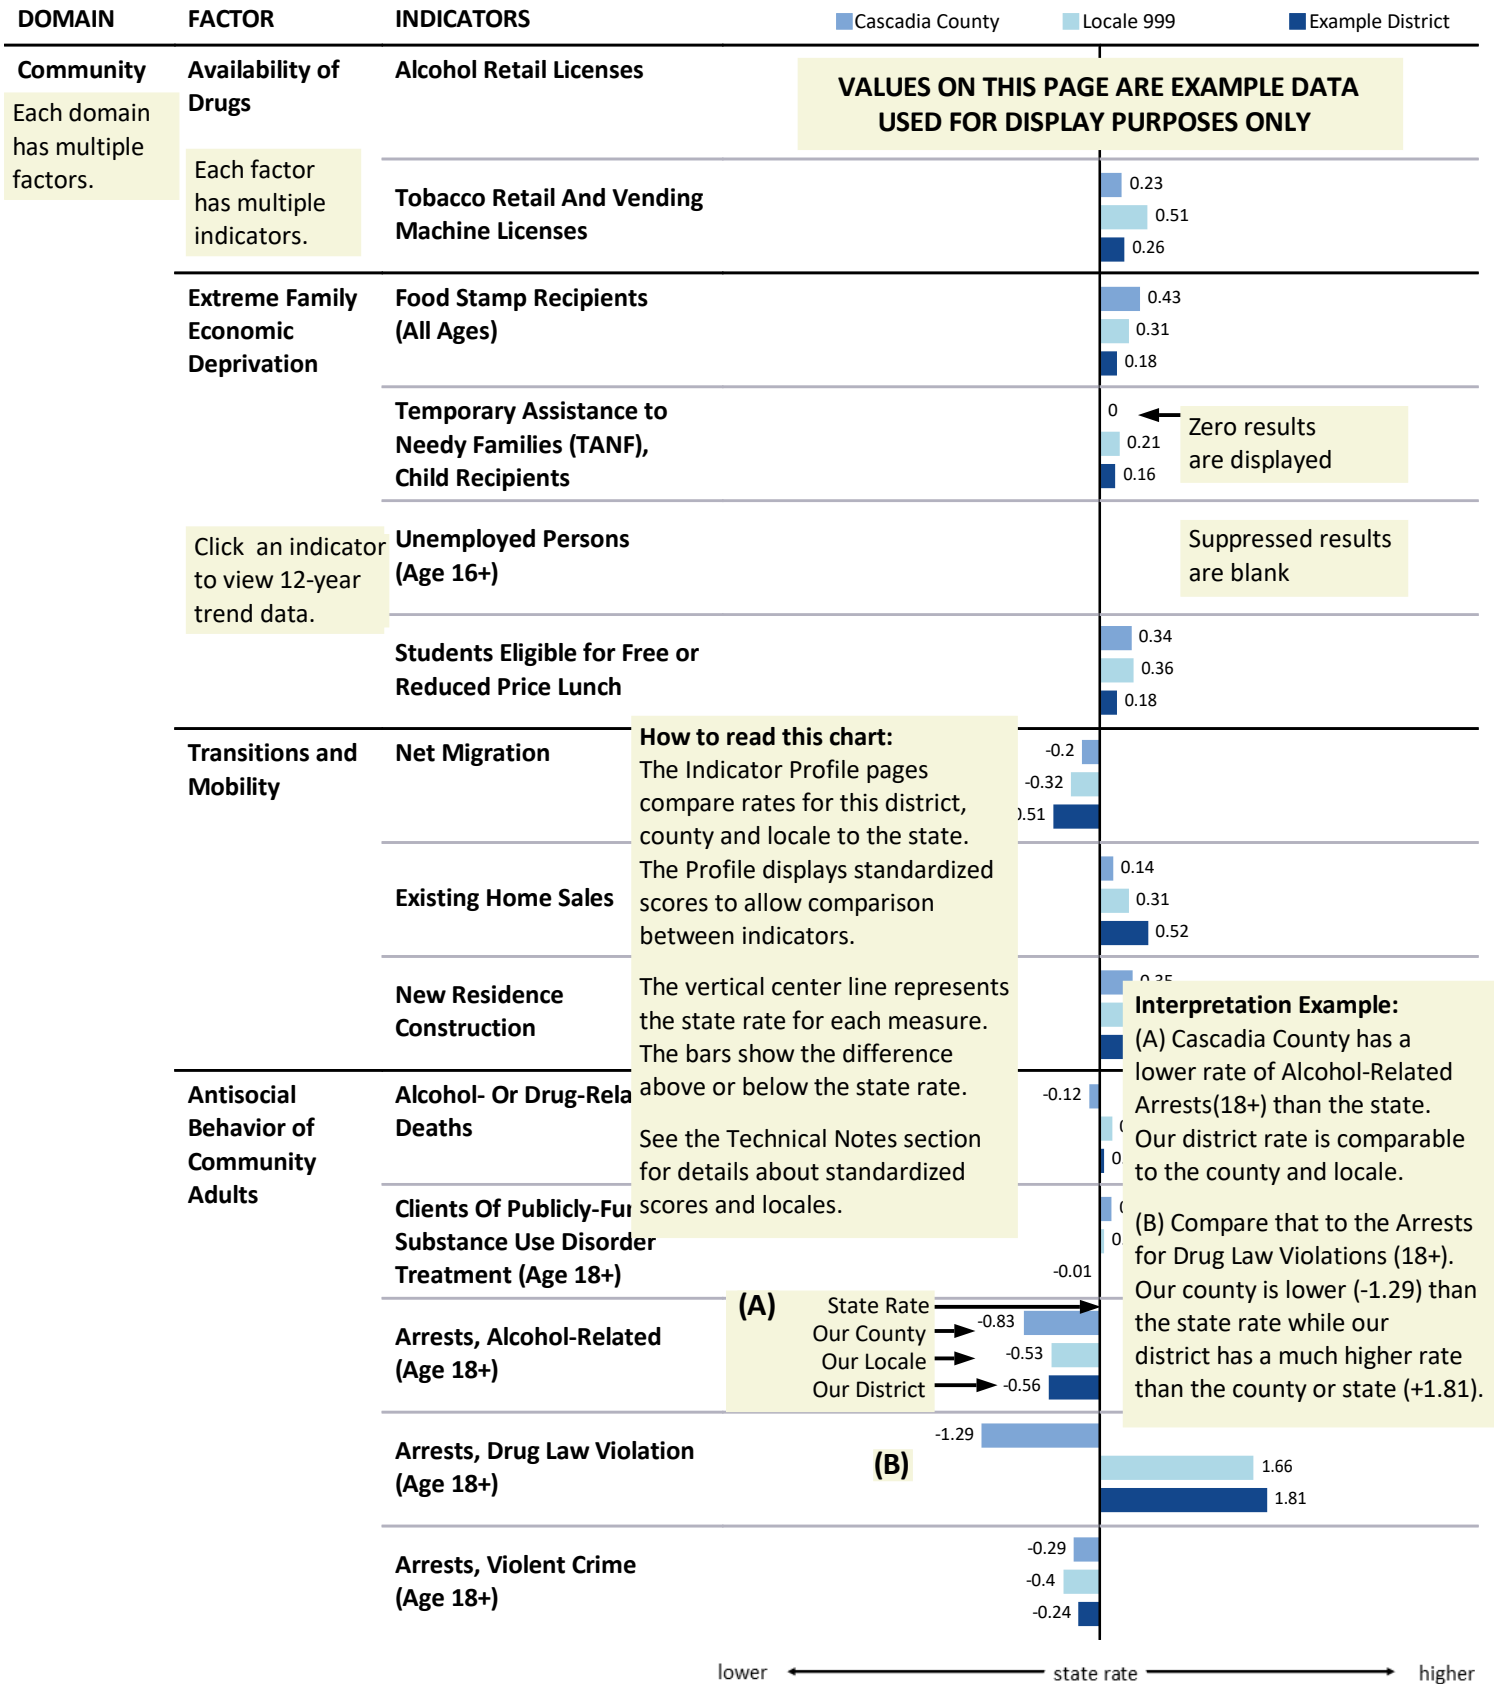 DOMAIN FACTOR INDICATORS Cascadia County Locale 999 Example District
Community
Each domain
has multiple
factors.
Availability of
Drugs
Each factor
has multiple
indicators.
Alcohol Retail Licenses
VALUES ON THIS PAGE ARE EXAMPLE DATA
USED FOR DISPLAY PURPOSES ONLY
Tobacco Retail And Vending
Machine Licenses
0.23
0.51
0.26
Extreme Family
Economic
Deprivation
Food Stamp Recipients
(All Ages)
0.43
0.31
0.18
Temporary Assistance to
Needy Families (TANF),
Child Recipients
0
0.21
0.16
Zero results
are displayed
Click an indicator
to view 12-year
trend data.
Unemployed Persons
(Age 16+)
Suppressed results
are blank
Students Eligible for Free or
Reduced Price Lunch
0.34
0.36
0.18
Transitions and
Mobility
Net Migration
-0.2
-0.32
.51
How to read this chart:
The Indicator Profile pages
compare rates for this district,
county and locale to the state.
The Profile displays standardized
scores to allow comparison
between indicators.
The vertical center line represents
the state rate for each measure.
The bars show the difference
above or below the state rate.
See the Technical Notes section
for details about standardized
scores and locales.
Existing Home Sales
0.14
0.31
0.52
New Residence
Construction
Interpretation Example:
(A) Cascadia County has a
lower rate of Alcohol-Related
Arrests(18+) than the state.
Our district rate is comparable
to the county and locale.
(B) Compare that to the Arrests
for Drug Law Violations (18+).
Our county is lower (-1.29) than
the state rate while our
district has a much higher rate
than the county or state (+1.81).
Antisocial
Behavior of
Community
Adults
Alcohol- Or Drug-Rela
Deaths
-0.12
0.
Clients Of Publicly-Fu
Substance Use Disorder
Treatment (Age 18+)
0.
-0.01
Arrests, Alcohol-Related
(Age 18+)
(A) State Rate
Our County -0.83
Our Locale -0.53
Our District -0.56
Arrests, Drug Law Violation
(Age 18+)
(B)
-1.29
1.66
1.81
Arrests, Violent Crime
(Age 18+)
-0.29
-0.4
-0.24
lower state rate higher